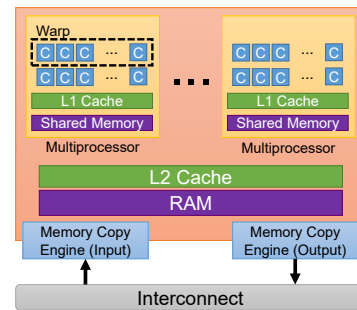 Warp
C C C ... C
C C C ... C
L1 Cache
Shared Memory
Multiprocessor
...
C C C ... C
C C C ... C
L1 Cache
Shared Memory
Multiprocessor
L2 Cache
RAM
Memory Copy
Engine (Input)
Memory Copy
Engine (Output)
Interconnect